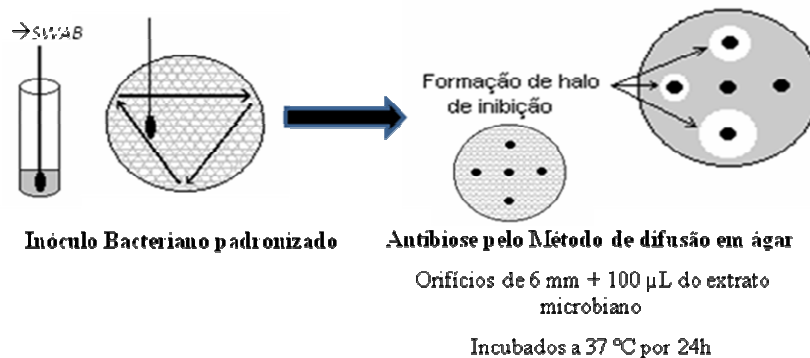 →SWAB
Formação de halo
de inibição
Inóculo Bacteriano padronizado
Antibiose pelo Método de difusão em ágar
Orifícios de 6 mm + 100 µL do extrato
microbiano
Incubados a 37 ºC por 24h